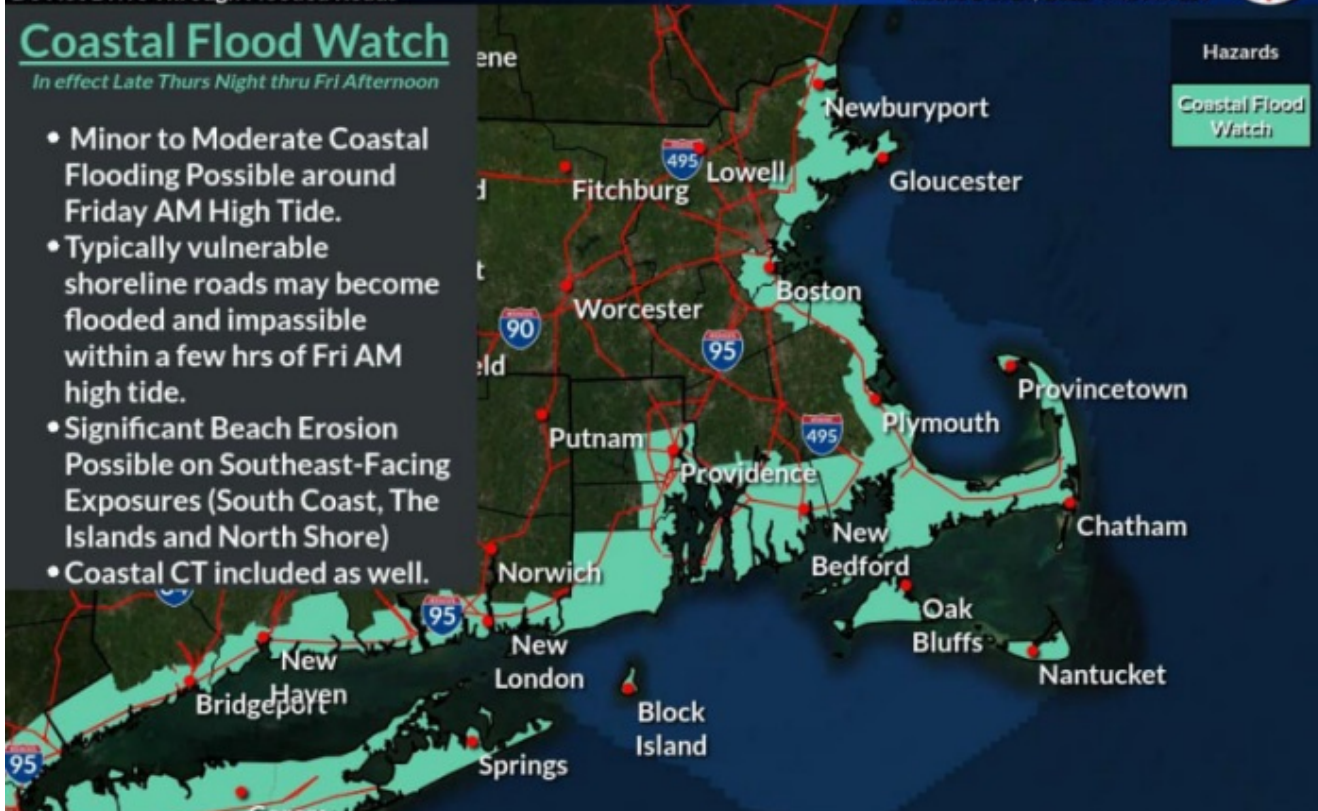 Coastal Flood Watch
In effect Late Thurs Night thru Fri Afternoon
• Minor to Moderate Coastal
Flooding Possible around
Friday AM High Tide.
• Typically vulnerable
shoreline roads may become
flooded and impassible
within a few hrs of Fri AM
high tide.
• Significant Beach Erosion
Possible on Southeast-Facing
Exposures (South Coast, The
Islands and North Shore)
• Coastal CT included as well.
Hazards
Coastal Flood
Watch
ene
Newburyport
495
Lowell
Fitchburg
Gloucester
Boston
Worcester
90
95
eld
Provincetown
Plymouth
495
Putnam
Providence
Chatham
New
Bedford
Norwich
Oak
Bluffs
95
New
London
Nantucket
New
Haven
Bridgeport
Block
Island
95
Springs